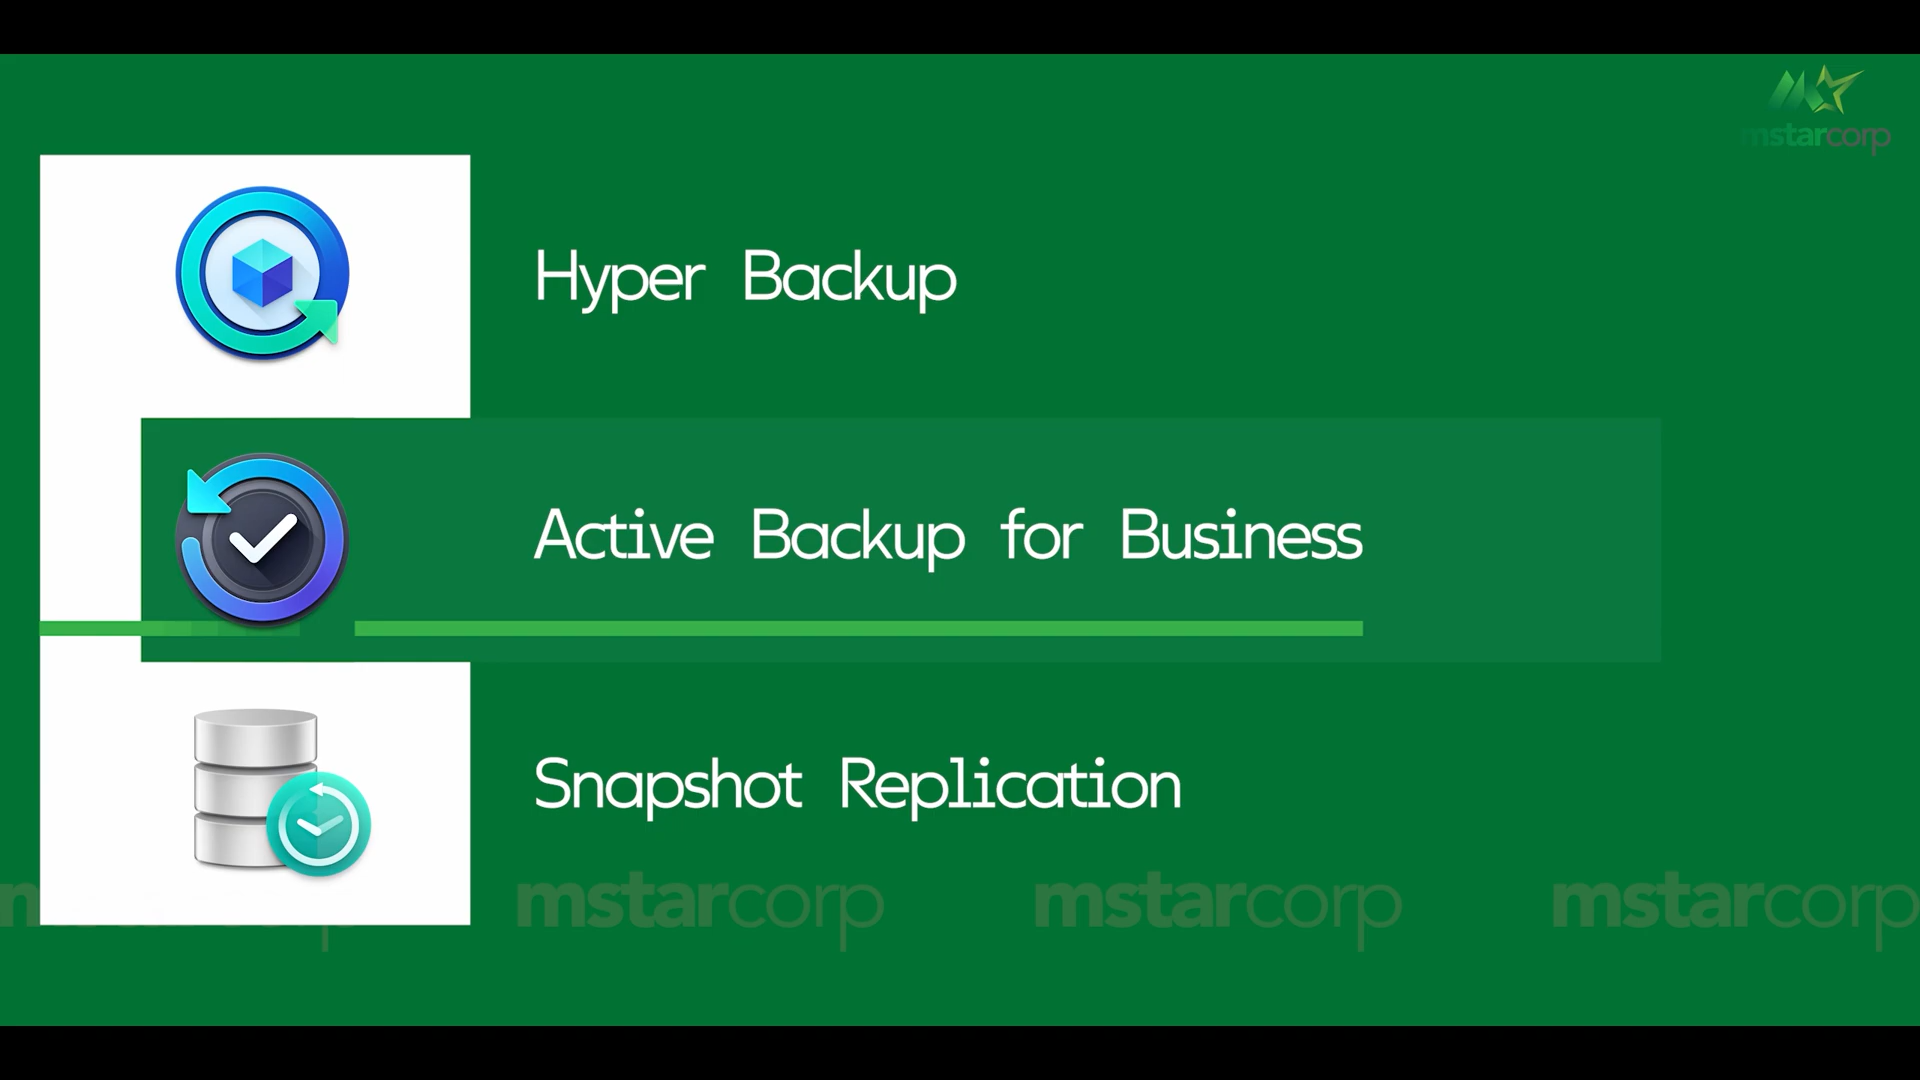 mstarcorp
Hyper Backup
Active Backup for Business
Snapshot Replication
mstarcorp mstarcorp mstarcorp